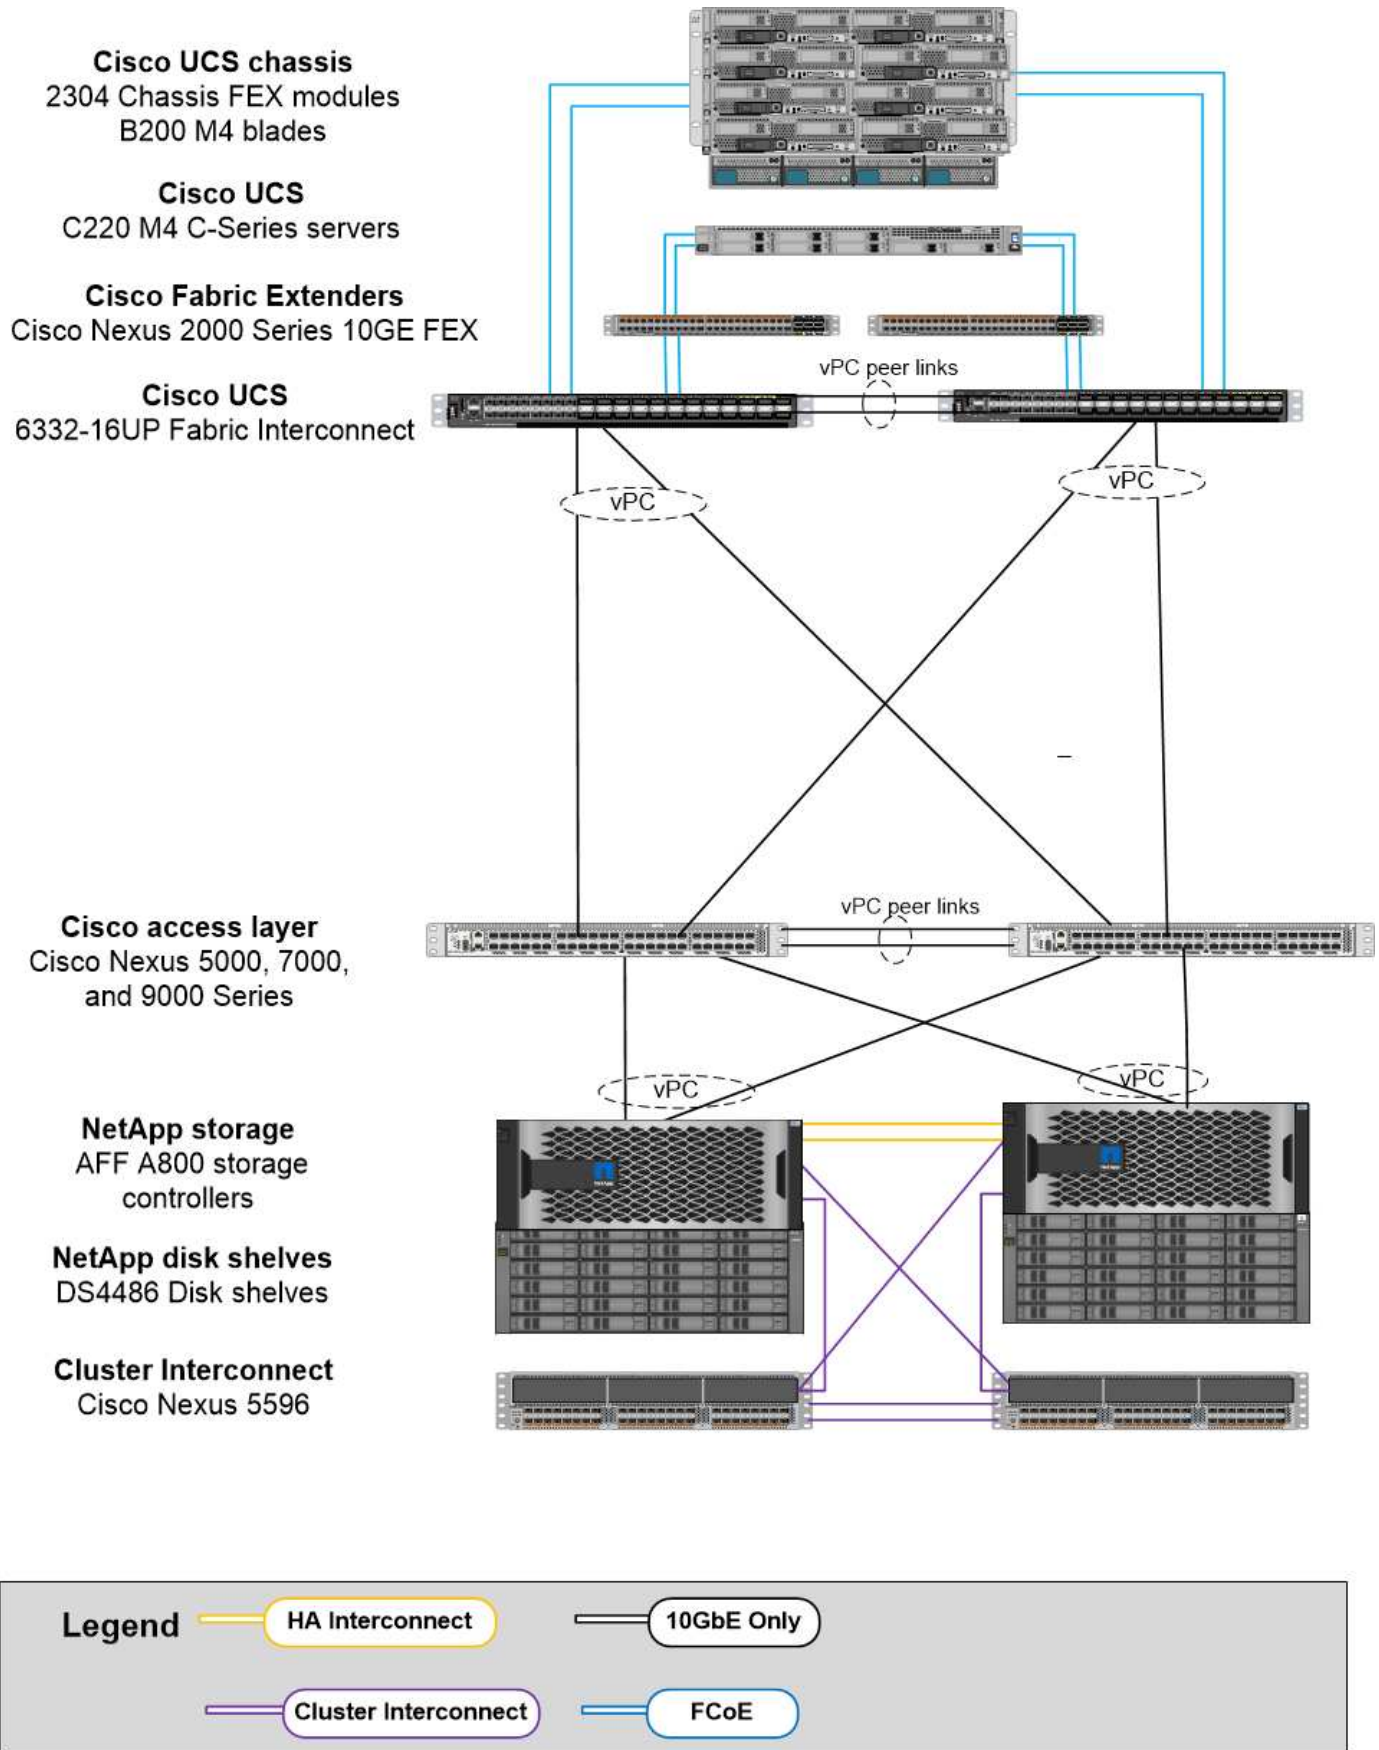 Cisco UCS chassis
2304 Chassis FEX modules
B200 M4 blades
Cisco UCS
C220 M4 C-Series servers
Cisco Fabric Extenders
Cisco Nexus 2000 Series 10GE FEX
vPC peer links
Cisco UCS
6332-16UP Fabric Interconnect
vPC
vPC
vPC peer links
Cisco access layer
Cisco Nexus 5000, 7000,
and 9000 Series
vPC
vPC
NetApp storage
AFF A800 storage
controllers
NetApp disk shelves
DS4486 Disk shelves
Cluster Interconnect
Cisco Nexus 5596
Legend
HA Interconnect
10GbE Only
Cluster Interconnect
FCoE